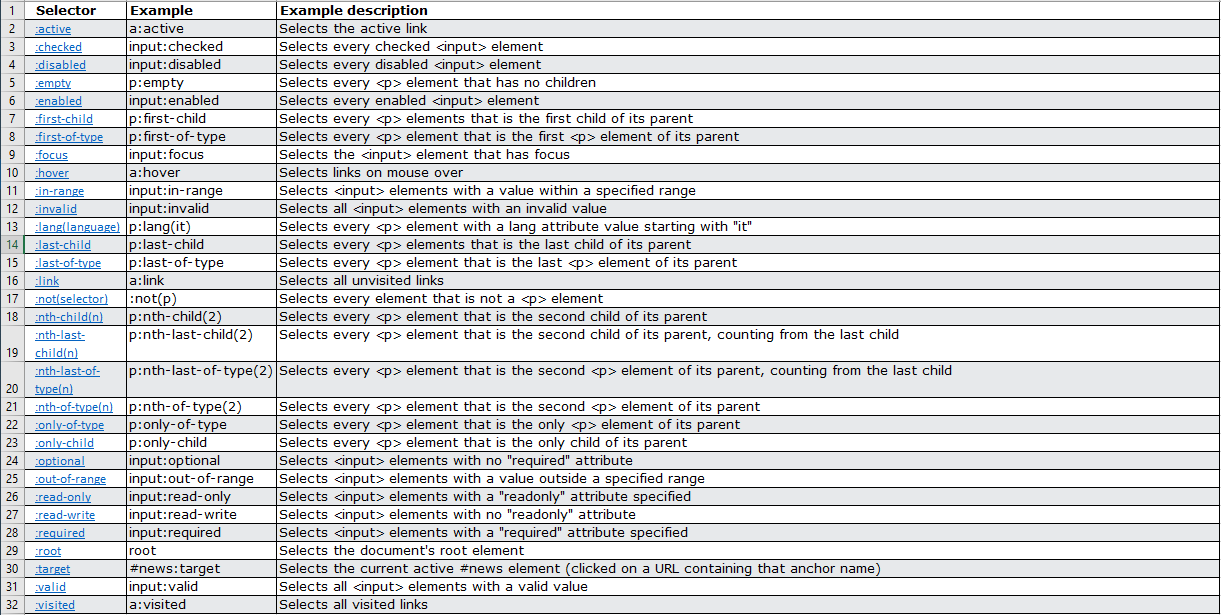 1 Selector Example Example description
2 :active a:active Selects the active link
3 :checked input:checked Selects every checked <input> element
4 :disabled input:disabled Selects every disabled <input> element
5 :empty p:empty Selects every <p> element that has no children
6 :enabled input:enabled Selects every enabled <input> element
7 :first-child p:first-child Selects every <p> elements that is the first child of its parent
8 :first-of-type p:first-of-type Selects every <p> element that is the first <p> element of its parent
9 :focus input:focus Selects the <input> element that has focus
10 :hover a:hover Selects links on mouse over
11 :in-range input:in-range Selects <input> elements with a value within a specified range
12 :invalid input:invalid Selects all <input> elements with an invalid value
13 :lang(language) p:lang(it) Selects every <p> element with a lang attribute value starting with "it"
14 :last-child p:last-child Selects every <p> elements that is the last child of its parent
15 :last-of-type p:last-of-type Selects every <p> element that is the last <p> element of its parent
16 :link a:link Selects all unvisited links
17 :not(selector) :not(p) Selects every element that is not a <p> element
18 :nth-child(n) p:nth-child(2) Selects every <p> element that is the second child of its parent
:nth-last- p:nth-last-child(2) Selects every <p> element that is the second child of its parent, counting from the last child
19 child(n)
:nth-last-of- p:nth-last-of-type(2) Selects every <p> element that is the second <p> element of its parent, counting from the last child
20 type(n)
21 :nth-of-type(n) p:nth-of-type(2) Selects every <p> element that is the second <p> element of its parent
22 :only-of-type p:only-of-type Selects every <p> element that is the only <p> element of its parent
23 :only-child p:only-child Selects every <p> element that is the only child of its parent
24 :optional input:optional Selects <input> elements with no "required" attribute
25 :out-of-range input:out-of-range Selects <input> elements with a value outside a specified range
26 :read-only input:read-only Selects <input> elements with a "readonly" attribute specified
27 :read-write input:read-write Selects <input> elements with no "readonly" attribute
28 :required input:required Selects <input> elements with a "required" attribute specified
29 :root root Selects the document's root element
30 :target #news:target Selects the current active #news element (clicked on a URL containing that anchor name)
31 :valid input:valid Selects all <input> elements with a valid value
32 :visited a:visited Selects all visited links